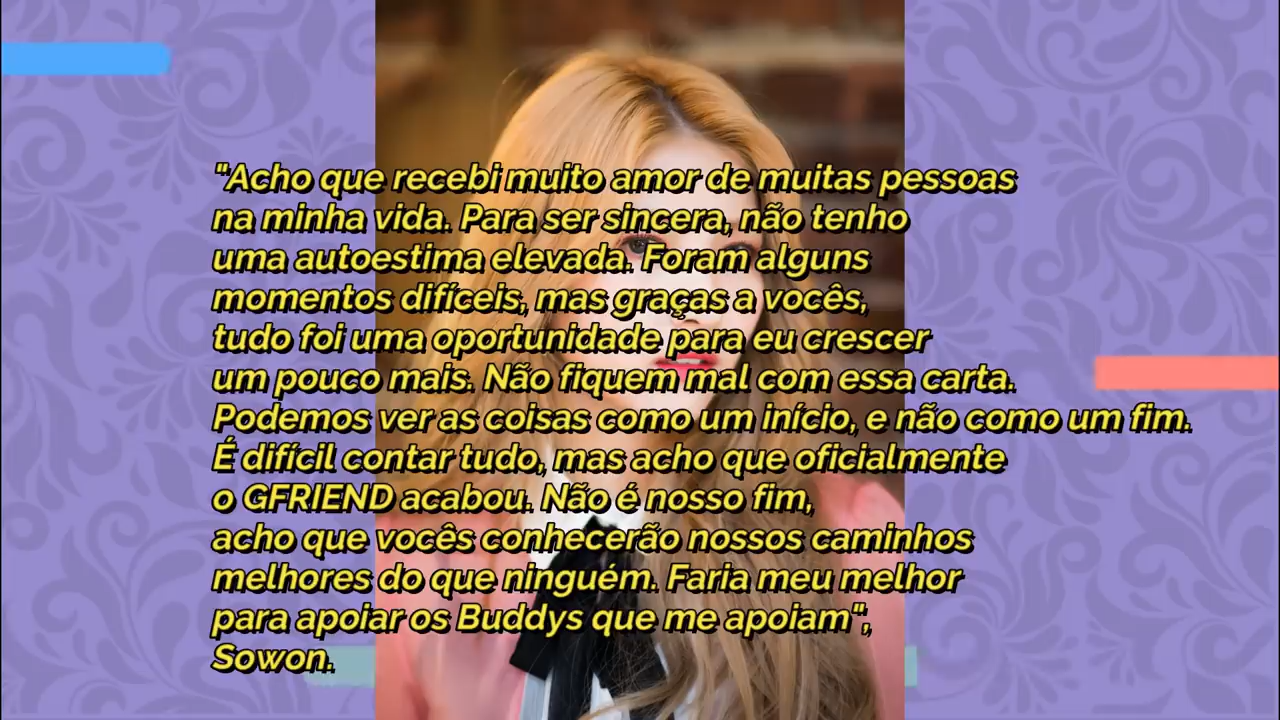 "Acho que recebi muito amor de muitas pessoas
na minha vida. Para ser sincera, não tenho
uma autoestima elevada. Foram alguns
momentos difíceis, mas graças a vocês,
tudo foi uma oportunidade para eu crescer
um pouco mais. Não fiquem mal com essa carta.
Podemos ver as coisas como um início, e não como um fim.
É difícil contar tudo, mas acho que oficialmente
o GFRIEND acabou. Não é nosso fim,
acho que vocês conhecerão nossos caminhos
melhores do que ninguém. Faria meu melhor
para apoiar os Buddys que me apoiam",
Sowon.